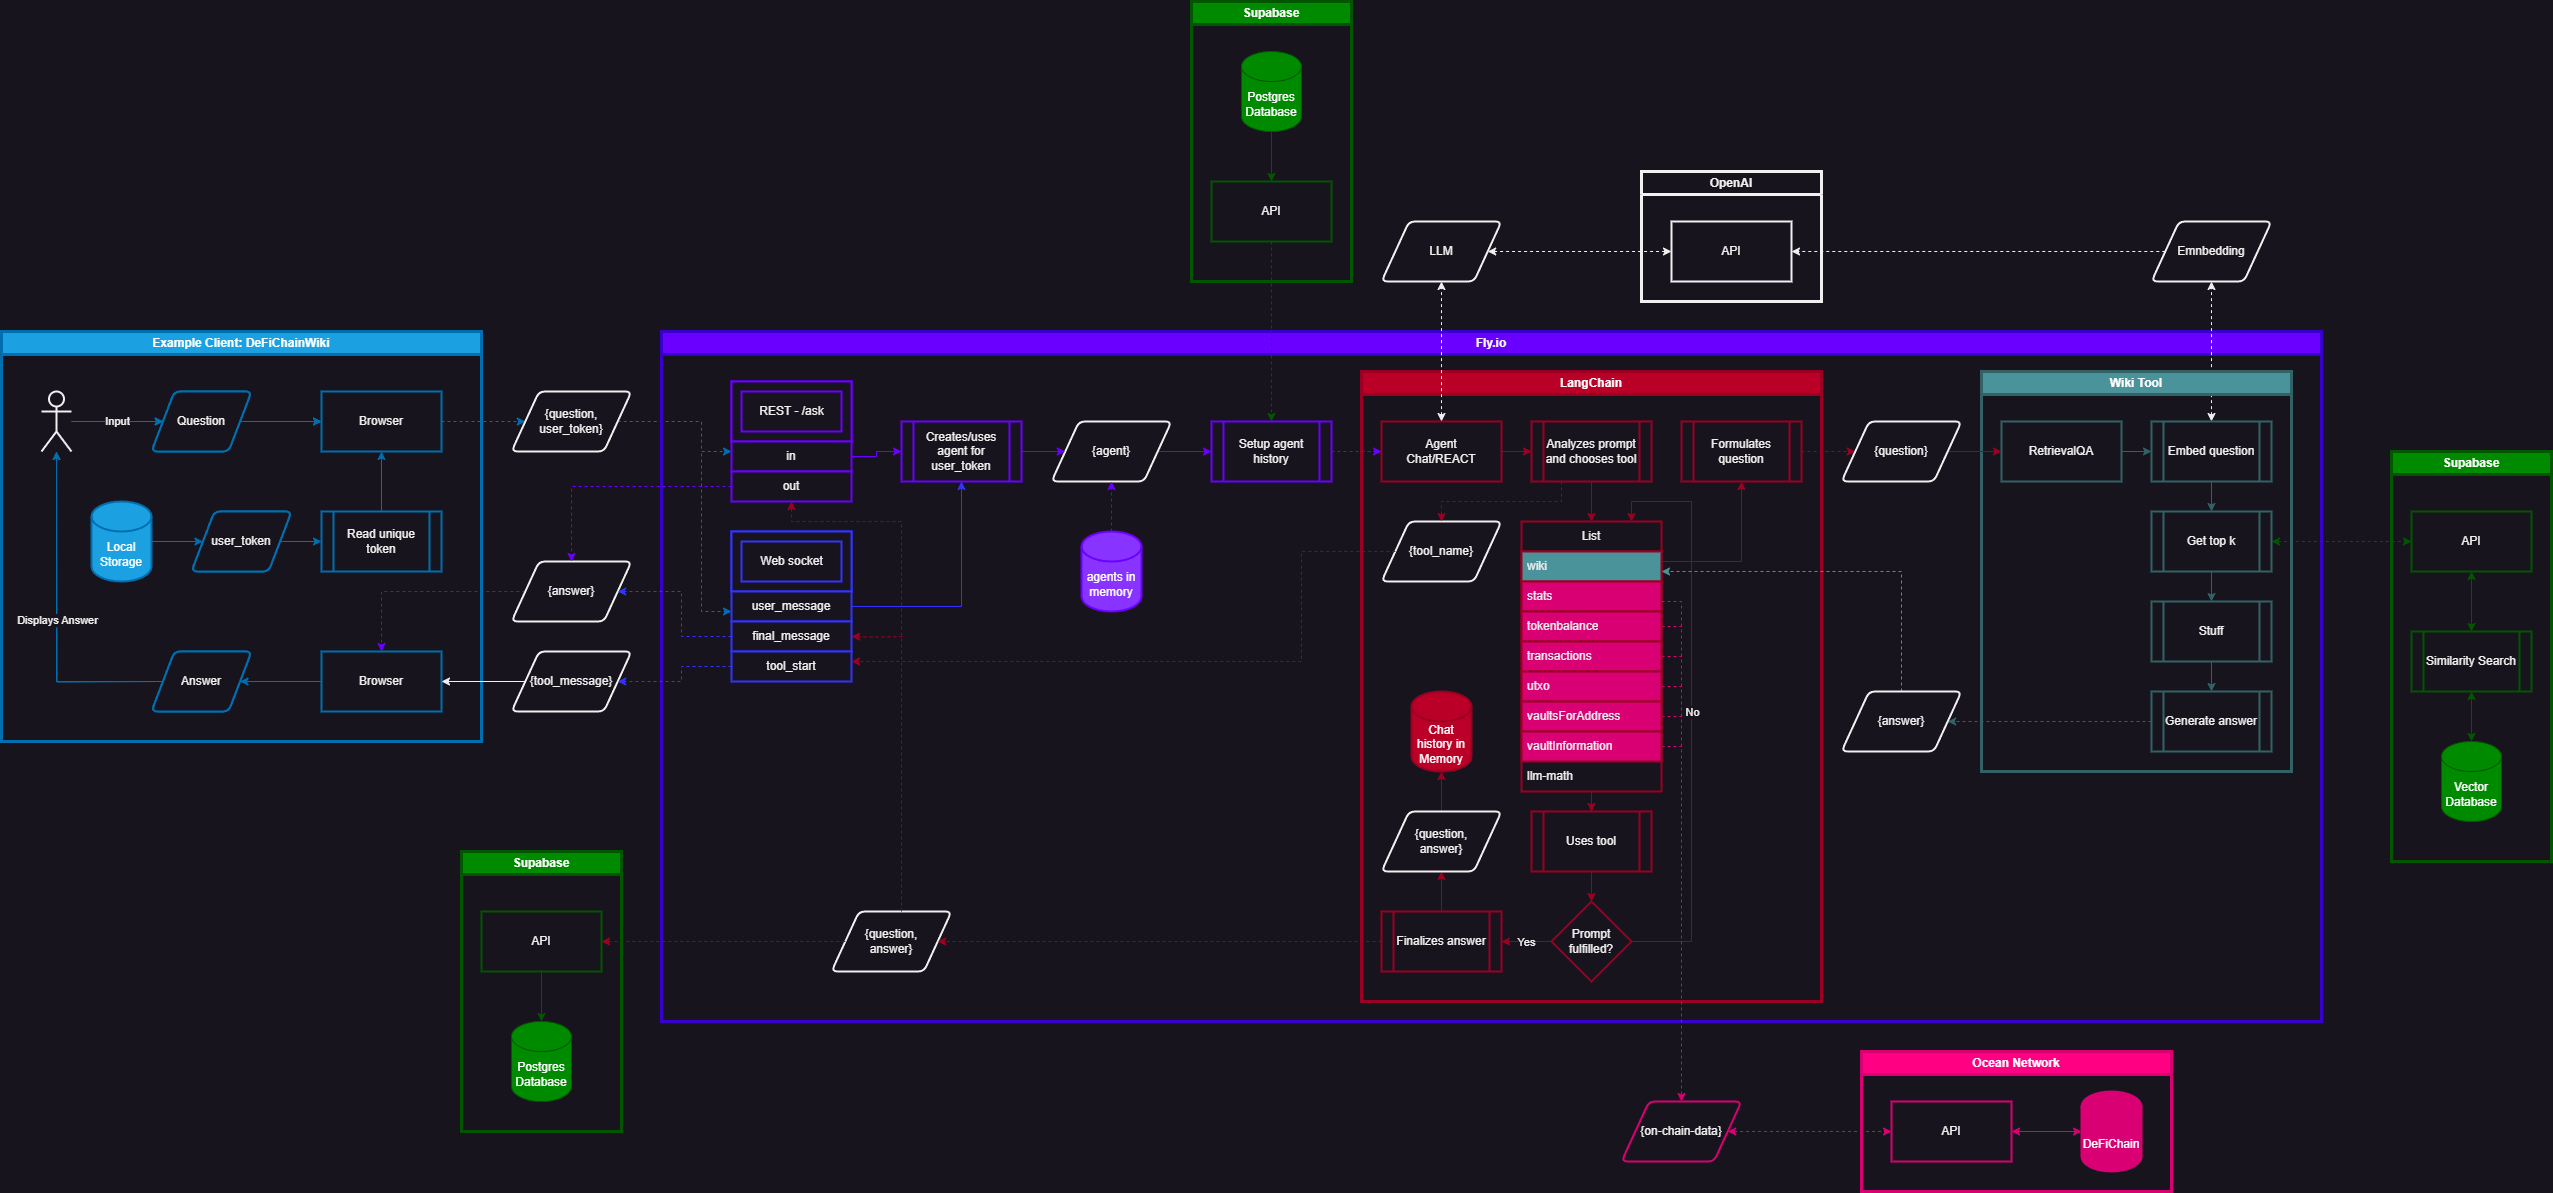 Supabase
Postgres
Database
API
OpenAI
API
LLM
Emnbedding
Example Client: DeFiChainWiki
Input
Question
Browser
Local
Storage
user_token
Read unique
token
Displays Answer
Answer
Browser
{question,
user_token}
{answer}
{tool_message}
Fly.io
REST - /ask
in
out
Web socket
user_message
final_message
tool_start
Creates/uses
agent for
user_token
{agent}
agents in
memory
Setup agent
history
LangChain
Agent
Chat/REACT
Analyzes prompt
and chooses tool
Formulates
question
{tool_name}
List
wiki
stats
tokenbalance
transactions
utxo
vaultsForAddress
vaultInformation
llm-math
No
Chat
history in
Memory
{question,
answer}
Uses tool
Finalizes answer
Yes
Prompt
fulfilled?
{question,
answer}
{question}
{answer}
Wiki Tool
RetrievalQA
Embed question
Get top k
Stuff
Generate answer
Supabase
API
Similarity Search
Vector
Database
Supabase
API
Postgres
Database
{on-chain-data}
Ocean Network
API
DeFiChain